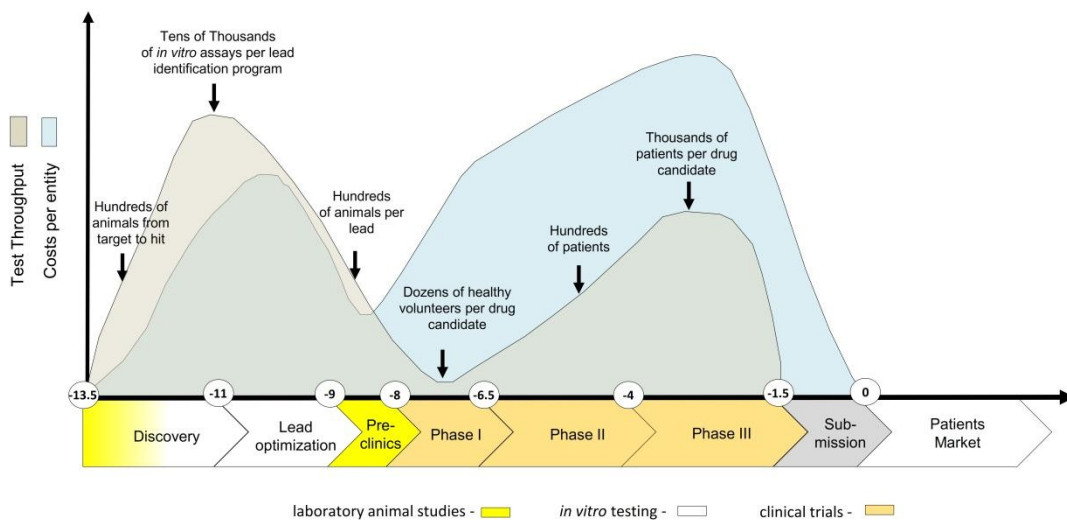 Tens of Thousands
of in vitro assays per lead
identification program
Test Throughput
Costs per entity
Hundreds of
animals from
target to hit
Hundreds
of animals per
lead
Dozens of healthy
volunteers per drug
candidate
Hundreds
of patients
Thousands of
patients per drug
candidate
-13.5
-11
-9
-8
-6.5
-4
-1.5
0
Discovery
Lead
optimization
Pre-
clinics
Phase I
Phase II
Phase III
Sub-
mission
Patients
Market
laboratory animal studies -
in vitro testing -
clinical trials -